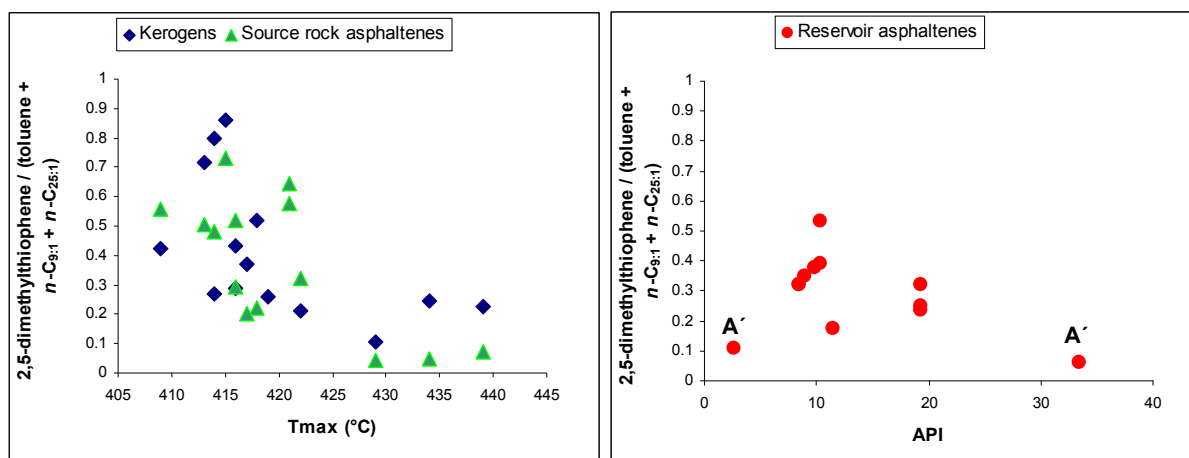 Kerogens Source rock asphaltenes
2,5-dimethylthiophene / (toluene +
n-C9:1 + n-C25:1)
1
0.9
0.8
0.7
0.6
0.5
0.4
0.3
0.2
0.1
0
405 410 415 420 425 430 435 440 445
Tmax (°C)
Reservoir asphaltenes
2,5-dimethylthiophene / (toluene +
n-C9:1 + n-C25:1)
1
0.9
0.8
0.7
0.6
0.5
0.4
0.3
0.2
0.1
0
A´ A´
0 10 20 30 40
API